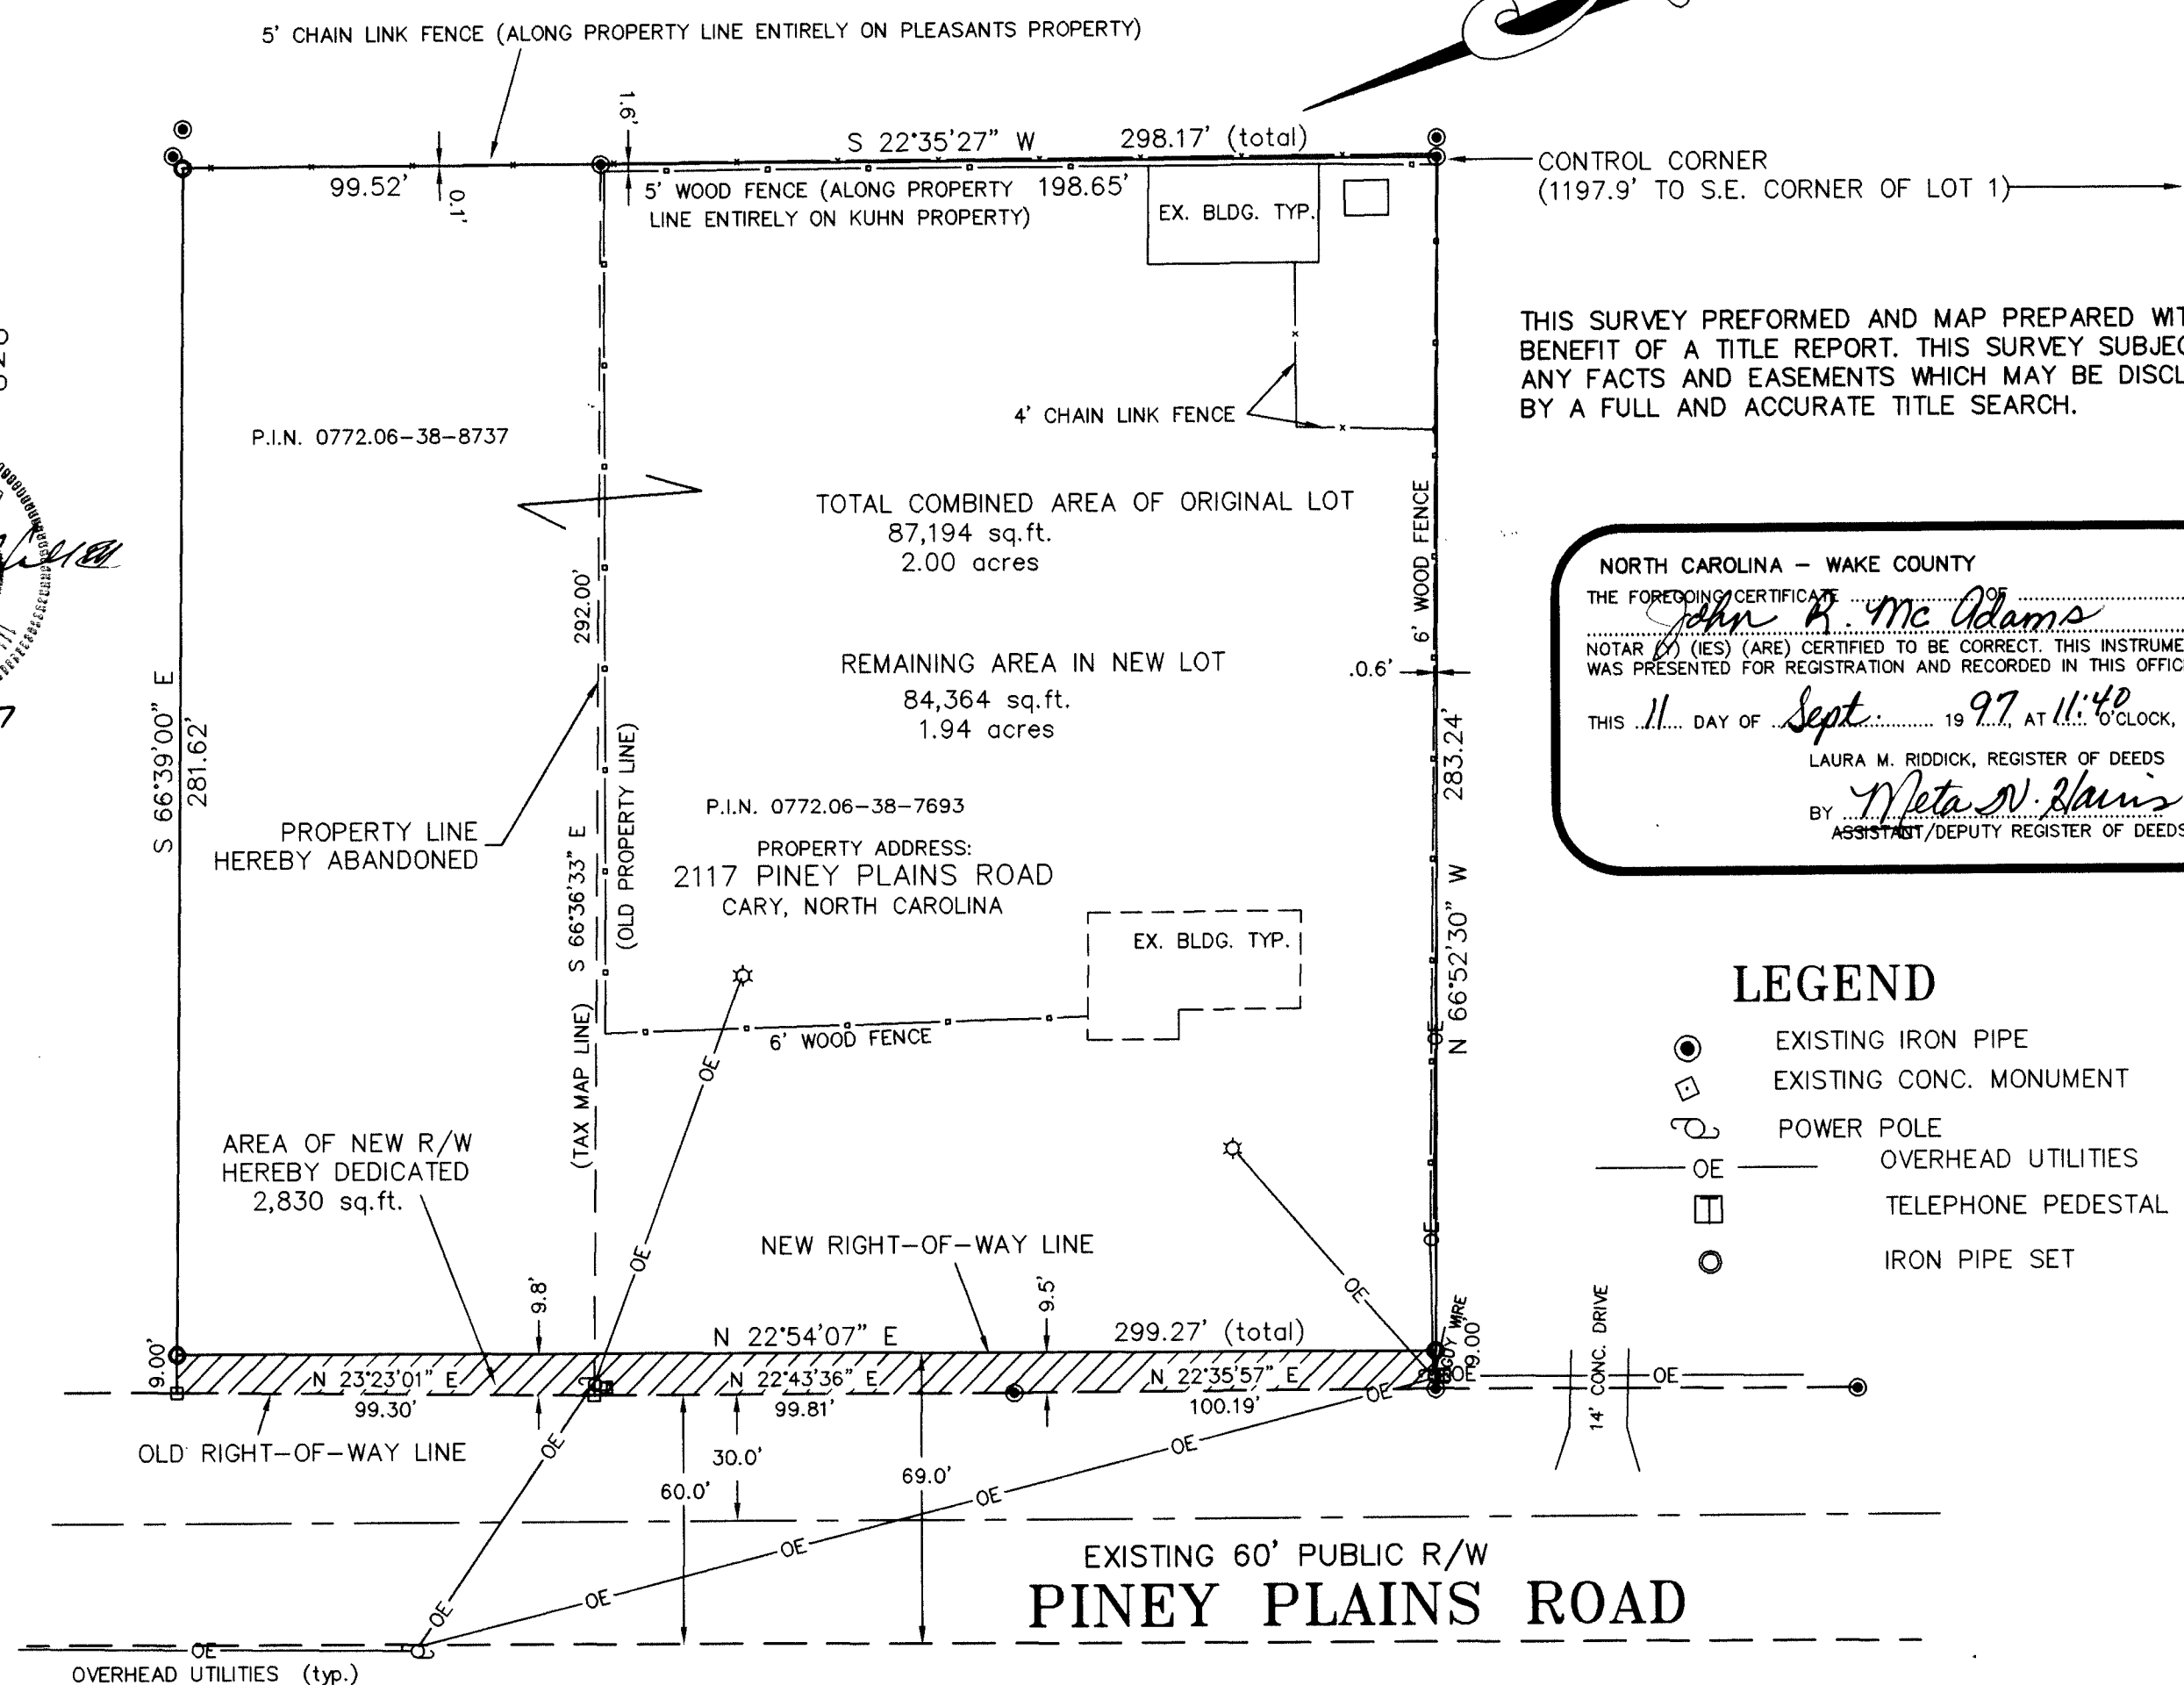 5' CHAIN LINK FENCE (ALONG PROPERTY LINE ENTIRELY ON PLEASANTS PROPERTY)
1.6'
S 22°35'27" W 298.17' (total)
99.52'
0.1'
5' WOOD FENCE (ALONG PROPERTY 198.65'
LINE ENTIRELY ON KUHN PROPERTY)
EX. BLDG. TYP.
CONTROL CORNER
(1197.9' TO S.E. CORNER OF LOT 1)
THIS SURVEY PREFORMED AND MAP PREPARED WIT
BENEFIT OF A TITLE REPORT. THIS SURVEY SUBJEC
ANY FACTS AND EASEMENTS WHICH MAY BE DISCL
BY A FULL AND ACCURATE TITLE SEARCH.
P.I.N. 0772.06-38-8737
4' CHAIN LINK FENCE
TOTAL COMBINED AREA OF ORIGINAL LOT
87,194 sq.ft.
2.00 acres
6' WOOD FENCE
292.00'
REMAINING AREA IN NEW LOT
84,364 sq.ft.
1.94 acres
.0.6'
S 66°39'00" E
281.62'
283.24'
N 66°52'30" W
NORTH CAROLINA – WAKE COUNTY
THE FOREGOING CERTIFICATE OF
John R. Mc Adams
NOTAR (Y) (IES) (ARE) CERTIFIED TO BE CORRECT. THIS INSTRUME
WAS PRESENTED FOR REGISTRATION AND RECORDED IN THIS OFFIC
THIS 11 DAY OF Sept. 19 97, AT 11:40 O'CLOCK,
LAURA M. RIDDICK, REGISTER OF DEEDS
BY Meta N. Harris
ASSISTANT/DEPUTY REGISTER OF DEEDS
PROPERTY LINE
HEREBY ABANDONED
S 66°36'33" E
(OLD PROPERTY LINE)
(TAX MAP LINE)
P.I.N. 0772.06-38-7693
PROPERTY ADDRESS:
2117 PINEY PLAINS ROAD
CARY, NORTH CAROLINA
EX. BLDG. TYP.
6' WOOD FENCE
OE
OE
OE
OE
OE
LEGEND
EXISTING IRON PIPE
EXISTING CONC. MONUMENT
POWER POLE
OE OVERHEAD UTILITIES
TELEPHONE PEDESTAL
IRON PIPE SET
AREA OF NEW R/W
HEREBY DEDICATED
2,830 sq.ft.
NEW RIGHT-OF-WAY LINE
9.8'
9.5'
9.00'
N 22°54'07" E 299.27' (total)
GUY WIRE
9.00'
14' CONC. DRIVE
N 23°23'01" E
N 22°43'36" E
N 22°35'57" E
OE
OE
99.30'
99.81'
100.19'
OE
OLD RIGHT-OF-WAY LINE
OE
30.0'
60.0'
69.0'
OE
OE
OE
OE
OE
EXISTING 60' PUBLIC R/W
PINEY PLAINS ROAD
OE
OVERHEAD UTILITIES (typ.)